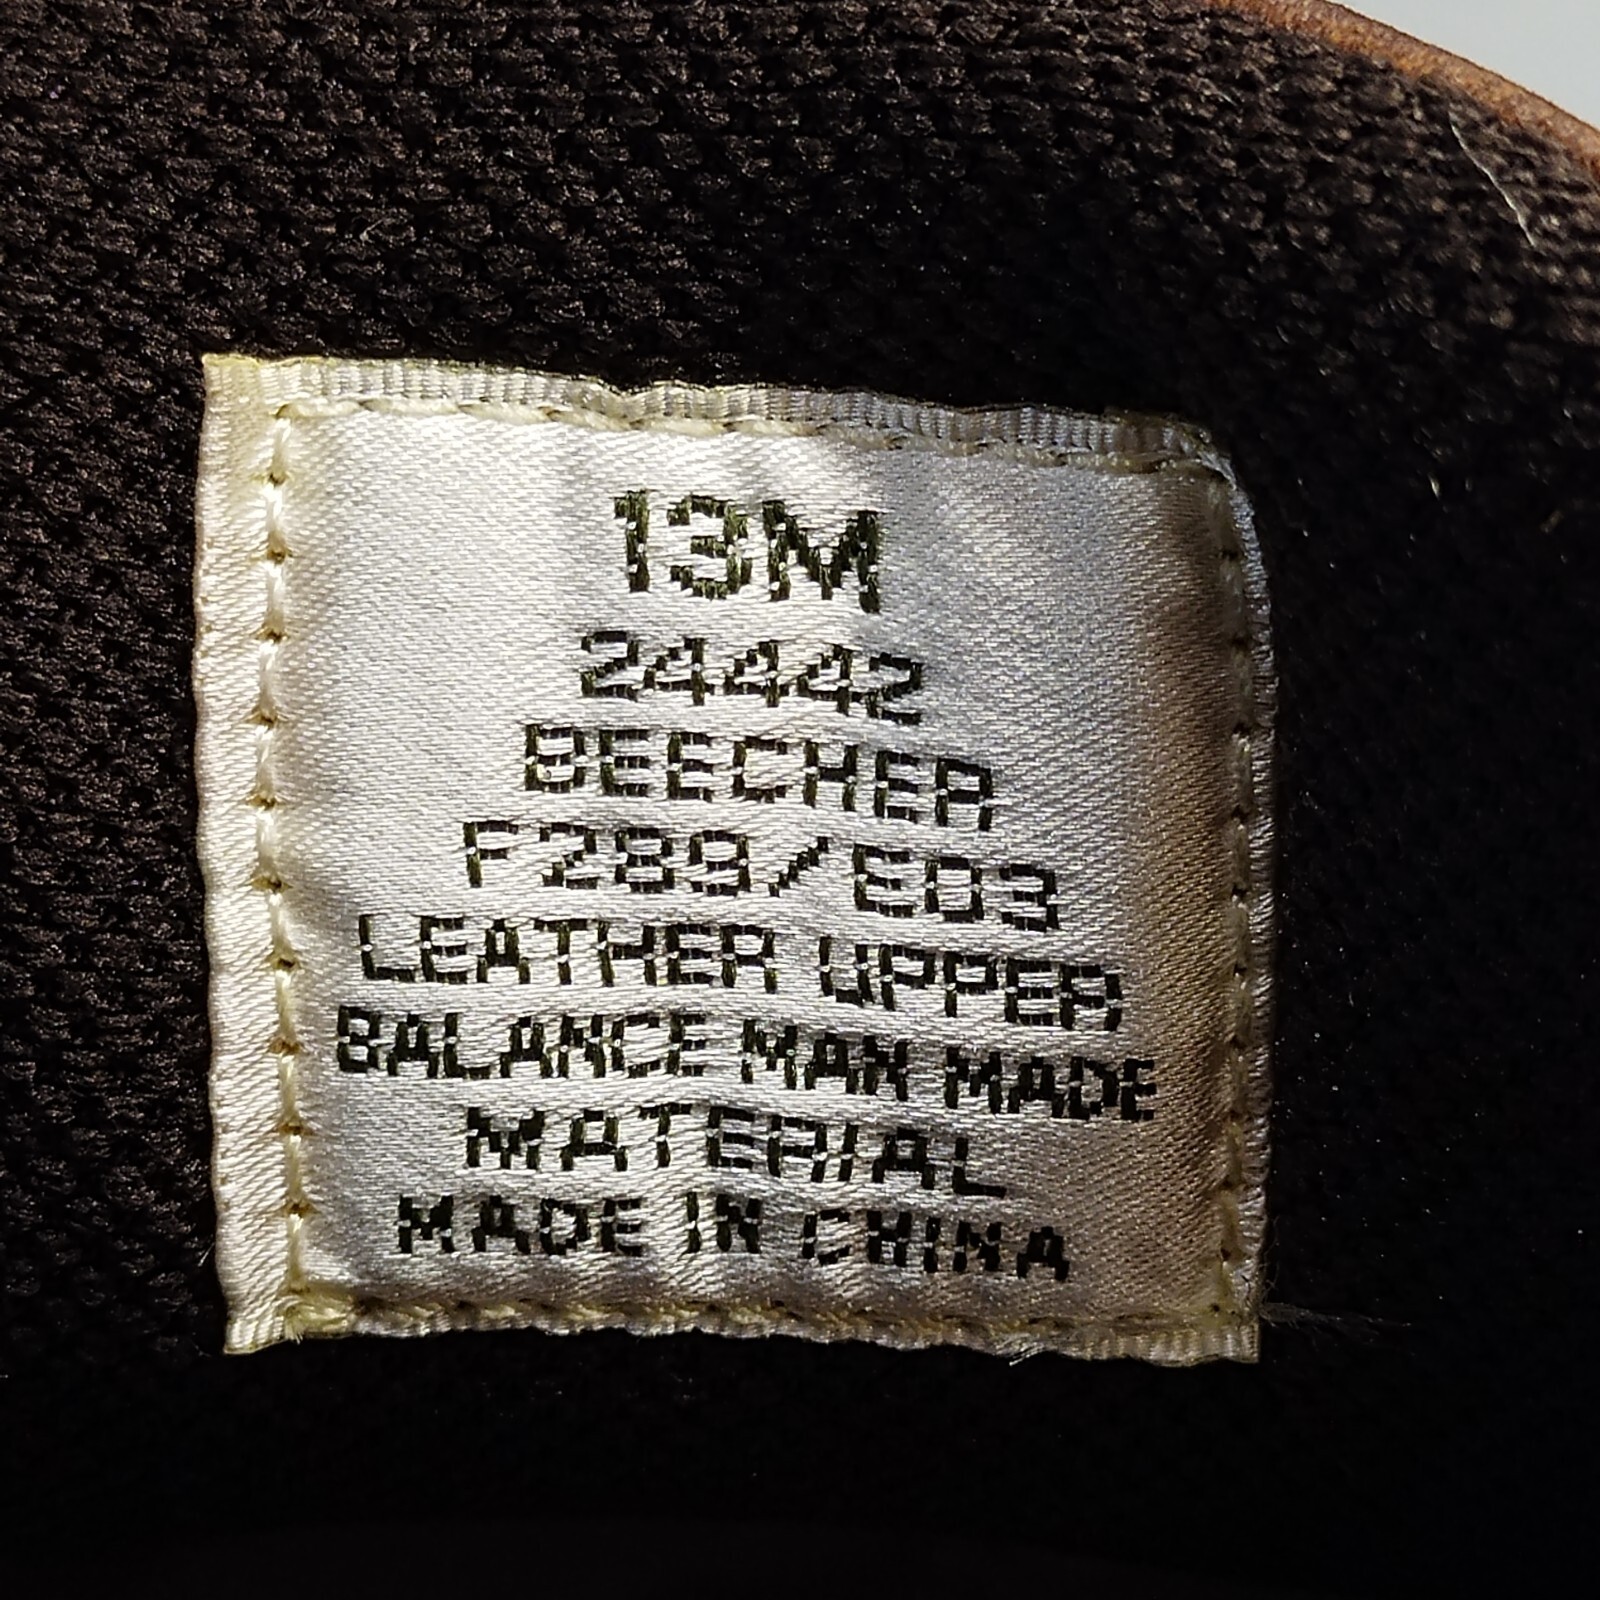 13M
24442
BEECHER
F289/E03
LEATHER UPPER
BALANCE MAN MADE
MATERIAL
MADE IN CHINA